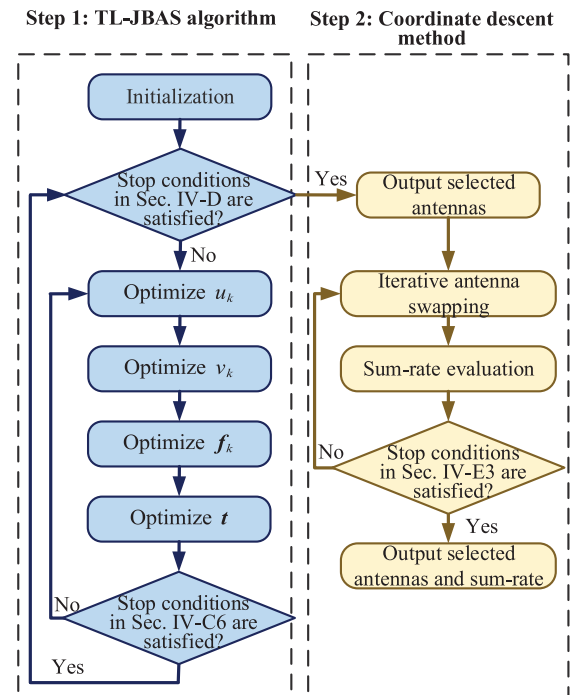 Step 1: TL-JBAS algorithm
Initialization
Stop conditions
in Sec. IV-D are
satisfied?
Yes
No
Optimize u_k
Optimize v_k
Optimize f_k
Optimize t
Stop conditions
in Sec. IV-C6 are
satisfied?
No
Yes
Step 2: Coordinate descent
method
Output selected
antennas
Iterative antenna
swapping
Sum-rate evaluation
Stop conditions
in Sec. IV-E3 are
satisfied?
No
Yes
Output selected
antennas and sum-rate